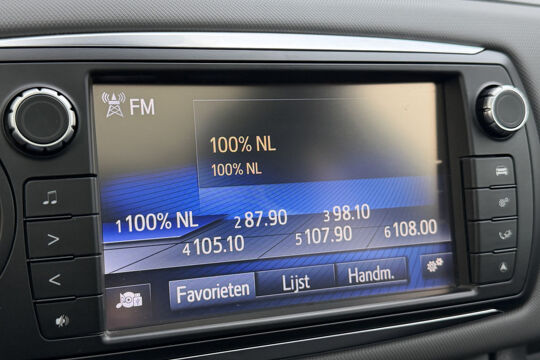 FM
100% NL
100% NL
1 100% NL 2 87.90 3 98.10
4 105.10 5 107.90 6 108.00
Favorieten Lijst Handm.